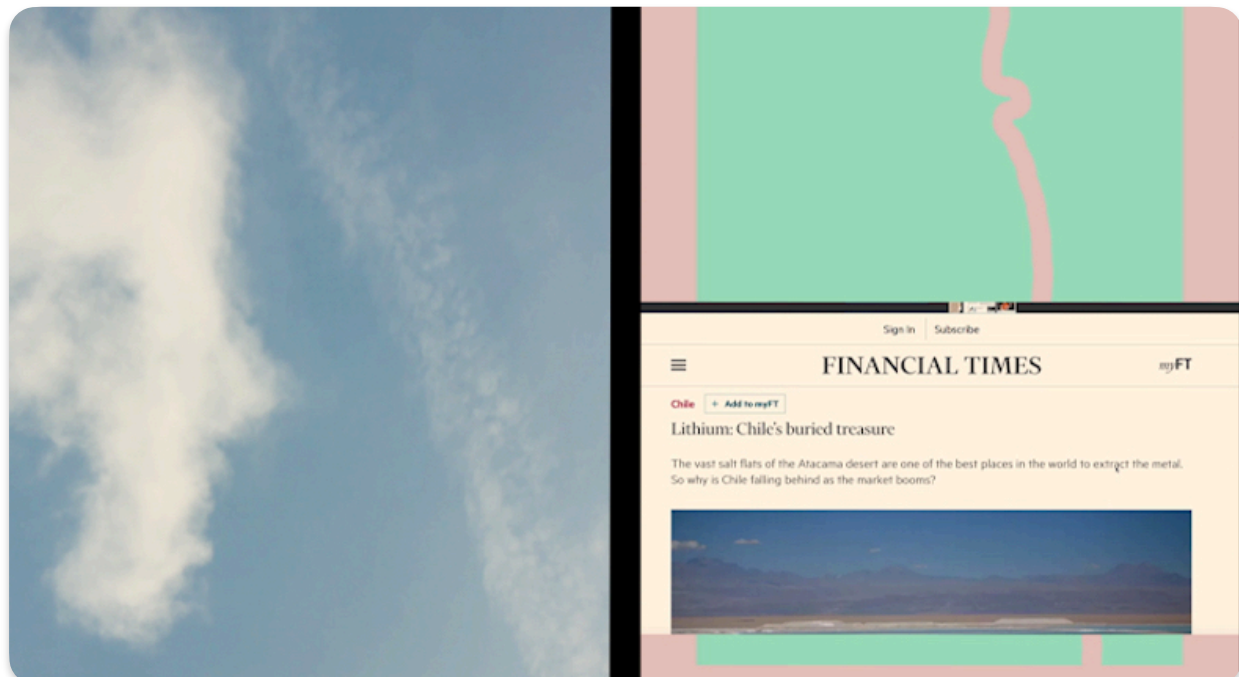 Sign In
Subscribe
FINANCIAL TIMES
myFT
Chile
+ Add to myFT
Lithium: Chile's buried treasure
The vast salt flats of the Atacama desert are one of the best places in the world to extract the metal.
So why is Chile falling behind as the market booms?